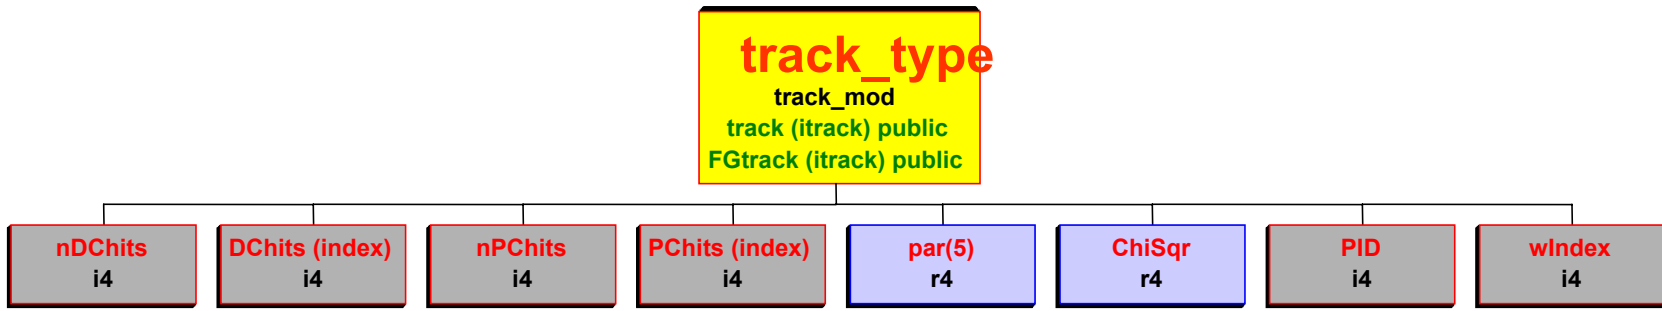 track_type
track_mod
track (itrack) public
FGtrack (itrack) public
nDChits
i4
DChits (index)
i4
nPChits
i4
PChits (index)
i4
par(5)
r4
ChiSqr
r4
PID
i4
wIndex
i4